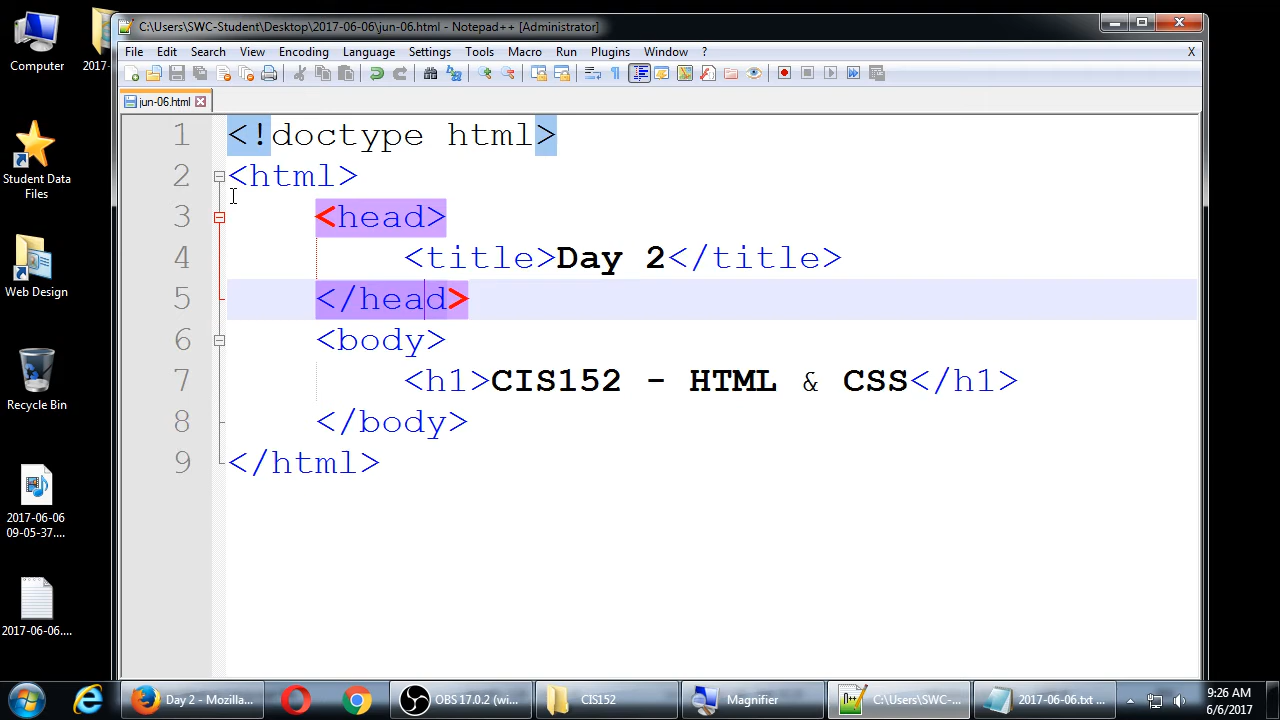 C:\Users\SWC-Student\Desktop\2017-06-06\jun-06.html - Notepad++ [Administrator]
File Edit Search View Encoding Language Settings Tools Macro Run Plugins Window ? X
jun-06.html
1 <!doctype html>
2 <html>
3 <head>
4 <title>Day 2</title>
5 </head>
6 <body>
7 <h1>CIS152 - HTML & CSS</h1>
8 </body>
9 </html>
Computer
2017-
Student Data
Files
Web Design
Recycle Bin
2017-06-06
09-05-37....
2017-06-06....
Day 2 - Mozilla...
OBS 17.0.2 (wi...
CIS152
Magnifier
C:\Users\SWC-...
2017-06-06.txt ...
9:26 AM
6/6/2017